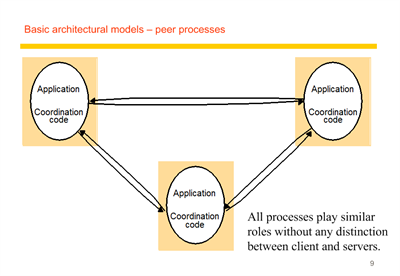 Basic architectural models – peer processes
Application
Coordination
code
Application
Coordination
code
Application
Coordination
code
All processes play similar
roles without any distinction
between client and servers.
9